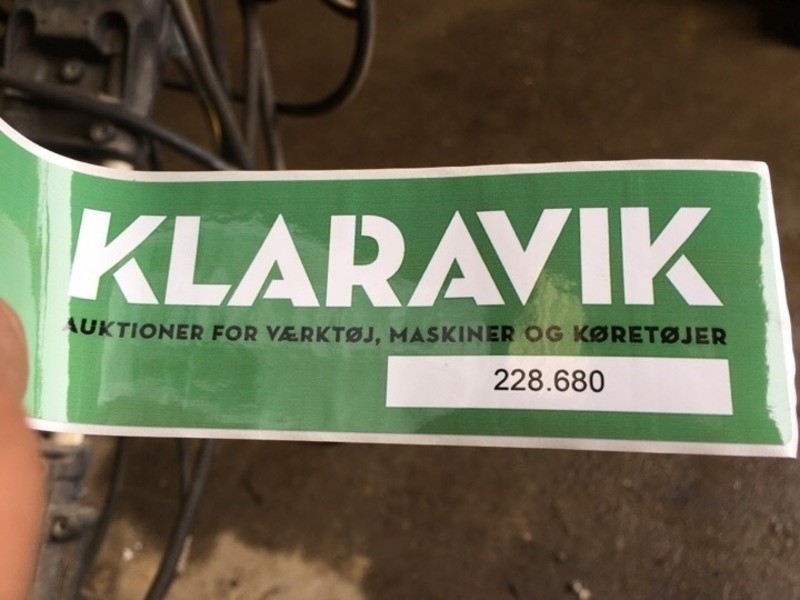 KLARAVIK
AUKTIONER FOR VÆRKTØJ, MASKINER OG KØRETØJER
228.680